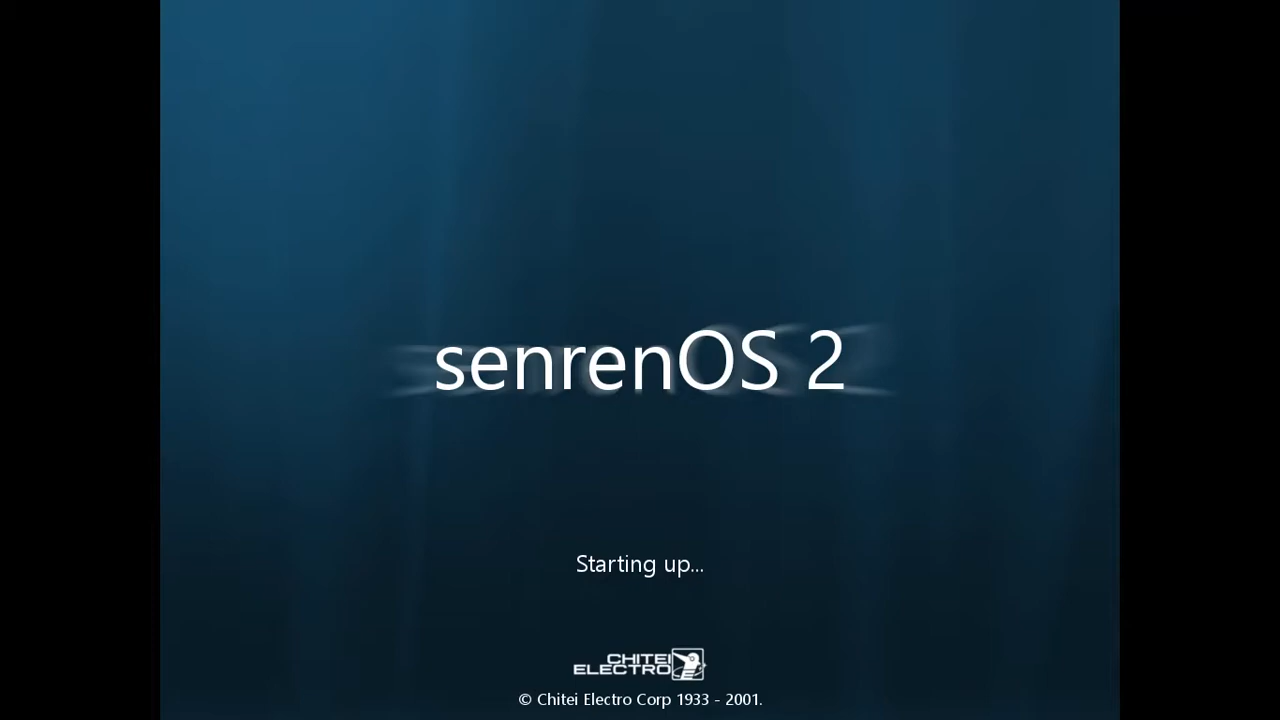 senrenOS 2
Starting up...
CHITEI
ELECTRO
© Chitei Electro Corp 1933 - 2001.